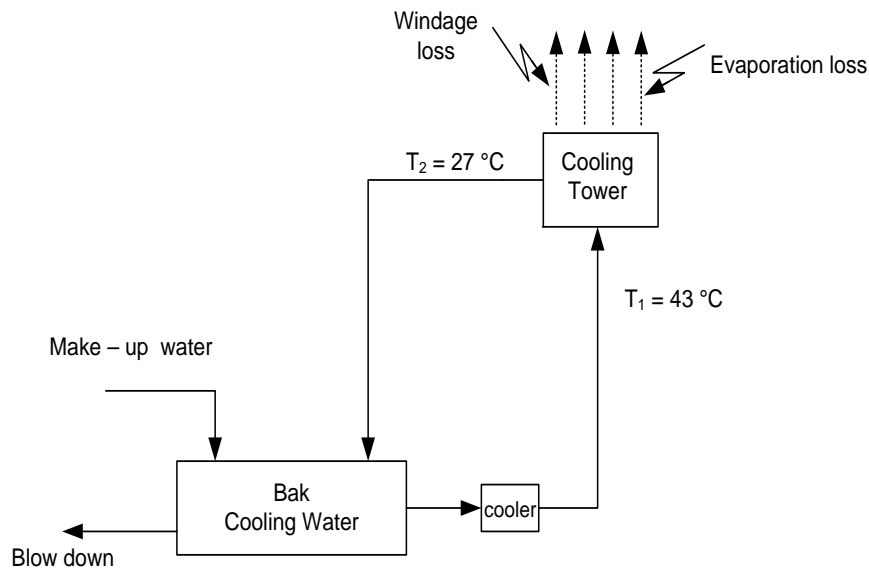 Windage
loss
Evaporation loss
T₂ = 27 °C
Cooling
Tower
T₁ = 43 °C
Make – up water
Bak
Cooling Water
cooler
Blow down